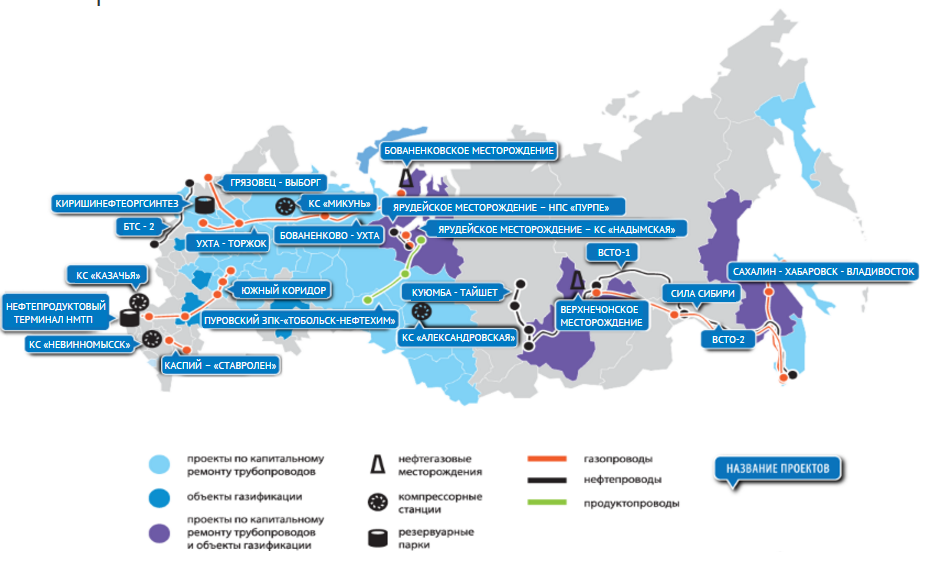 БОВАНЕНКОВСКОЕ МЕСТОРОЖДЕНИЕ
ГРЯЗОВЕЦ - ВЫБОРГ
КИРИШИНЕФТЕОРГСИНТЕЗ
КС «МИКУНЬ»
ЯРУДЕЙСКОЕ МЕСТОРОЖДЕНИЕ – НПС «ПУРПЕ»
БТС - 2
УХТА - ТОРЖОК
БОВАНЕНКОВО - УХТА
ЯРУДЕЙСКОЕ МЕСТОРОЖДЕНИЕ – КС «НАДЫМСКАЯ»
ВСТО-1
КС «КАЗАЧЬЯ»
САХАЛИН - ХАБАРОВСК - ВЛАДИВОСТОК
ЮЖНЫЙ КОРИДОР
КУЮМБА - ТАЙШЕТ
СИЛА СИБИРИ
НЕФТЕПРОДУКТОВЫЙ
ТЕРМИНАЛ НМТП
ПУРОВСКИЙ ЗПК-«ТОБОЛЬСК-НЕФТЕХИМ»
ВЕРХНЕЧОНСКОЕ
МЕСТОРОЖДЕНИЕ
КС «НЕВИННОМЫССК»
КС «АЛЕКСАНДРОВСКАЯ»
ВСТО-2
КАСПИЙ – «СТАВРОЛЕН»
проекты по капитальному
ремонту трубопроводов
объекты газификации
проекты по капитальному
ремонту трубопроводов
и объекты газификации
нефтегазовые
месторождения
компрессорные
станции
резервуарные
парки
газопроводы
нефтепроводы
продуктопроводы
НАЗВАНИЕ ПРОЕКТОВ